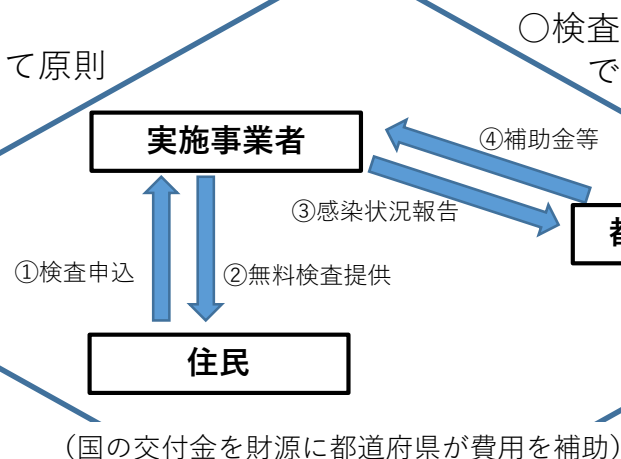 ○検査
て原則
で
実施事業者
④補助金等
③感染状況報告
都
①検査申込
②無料検査提供
住民
（国の交付金を財源に都道府県が費用を補助）